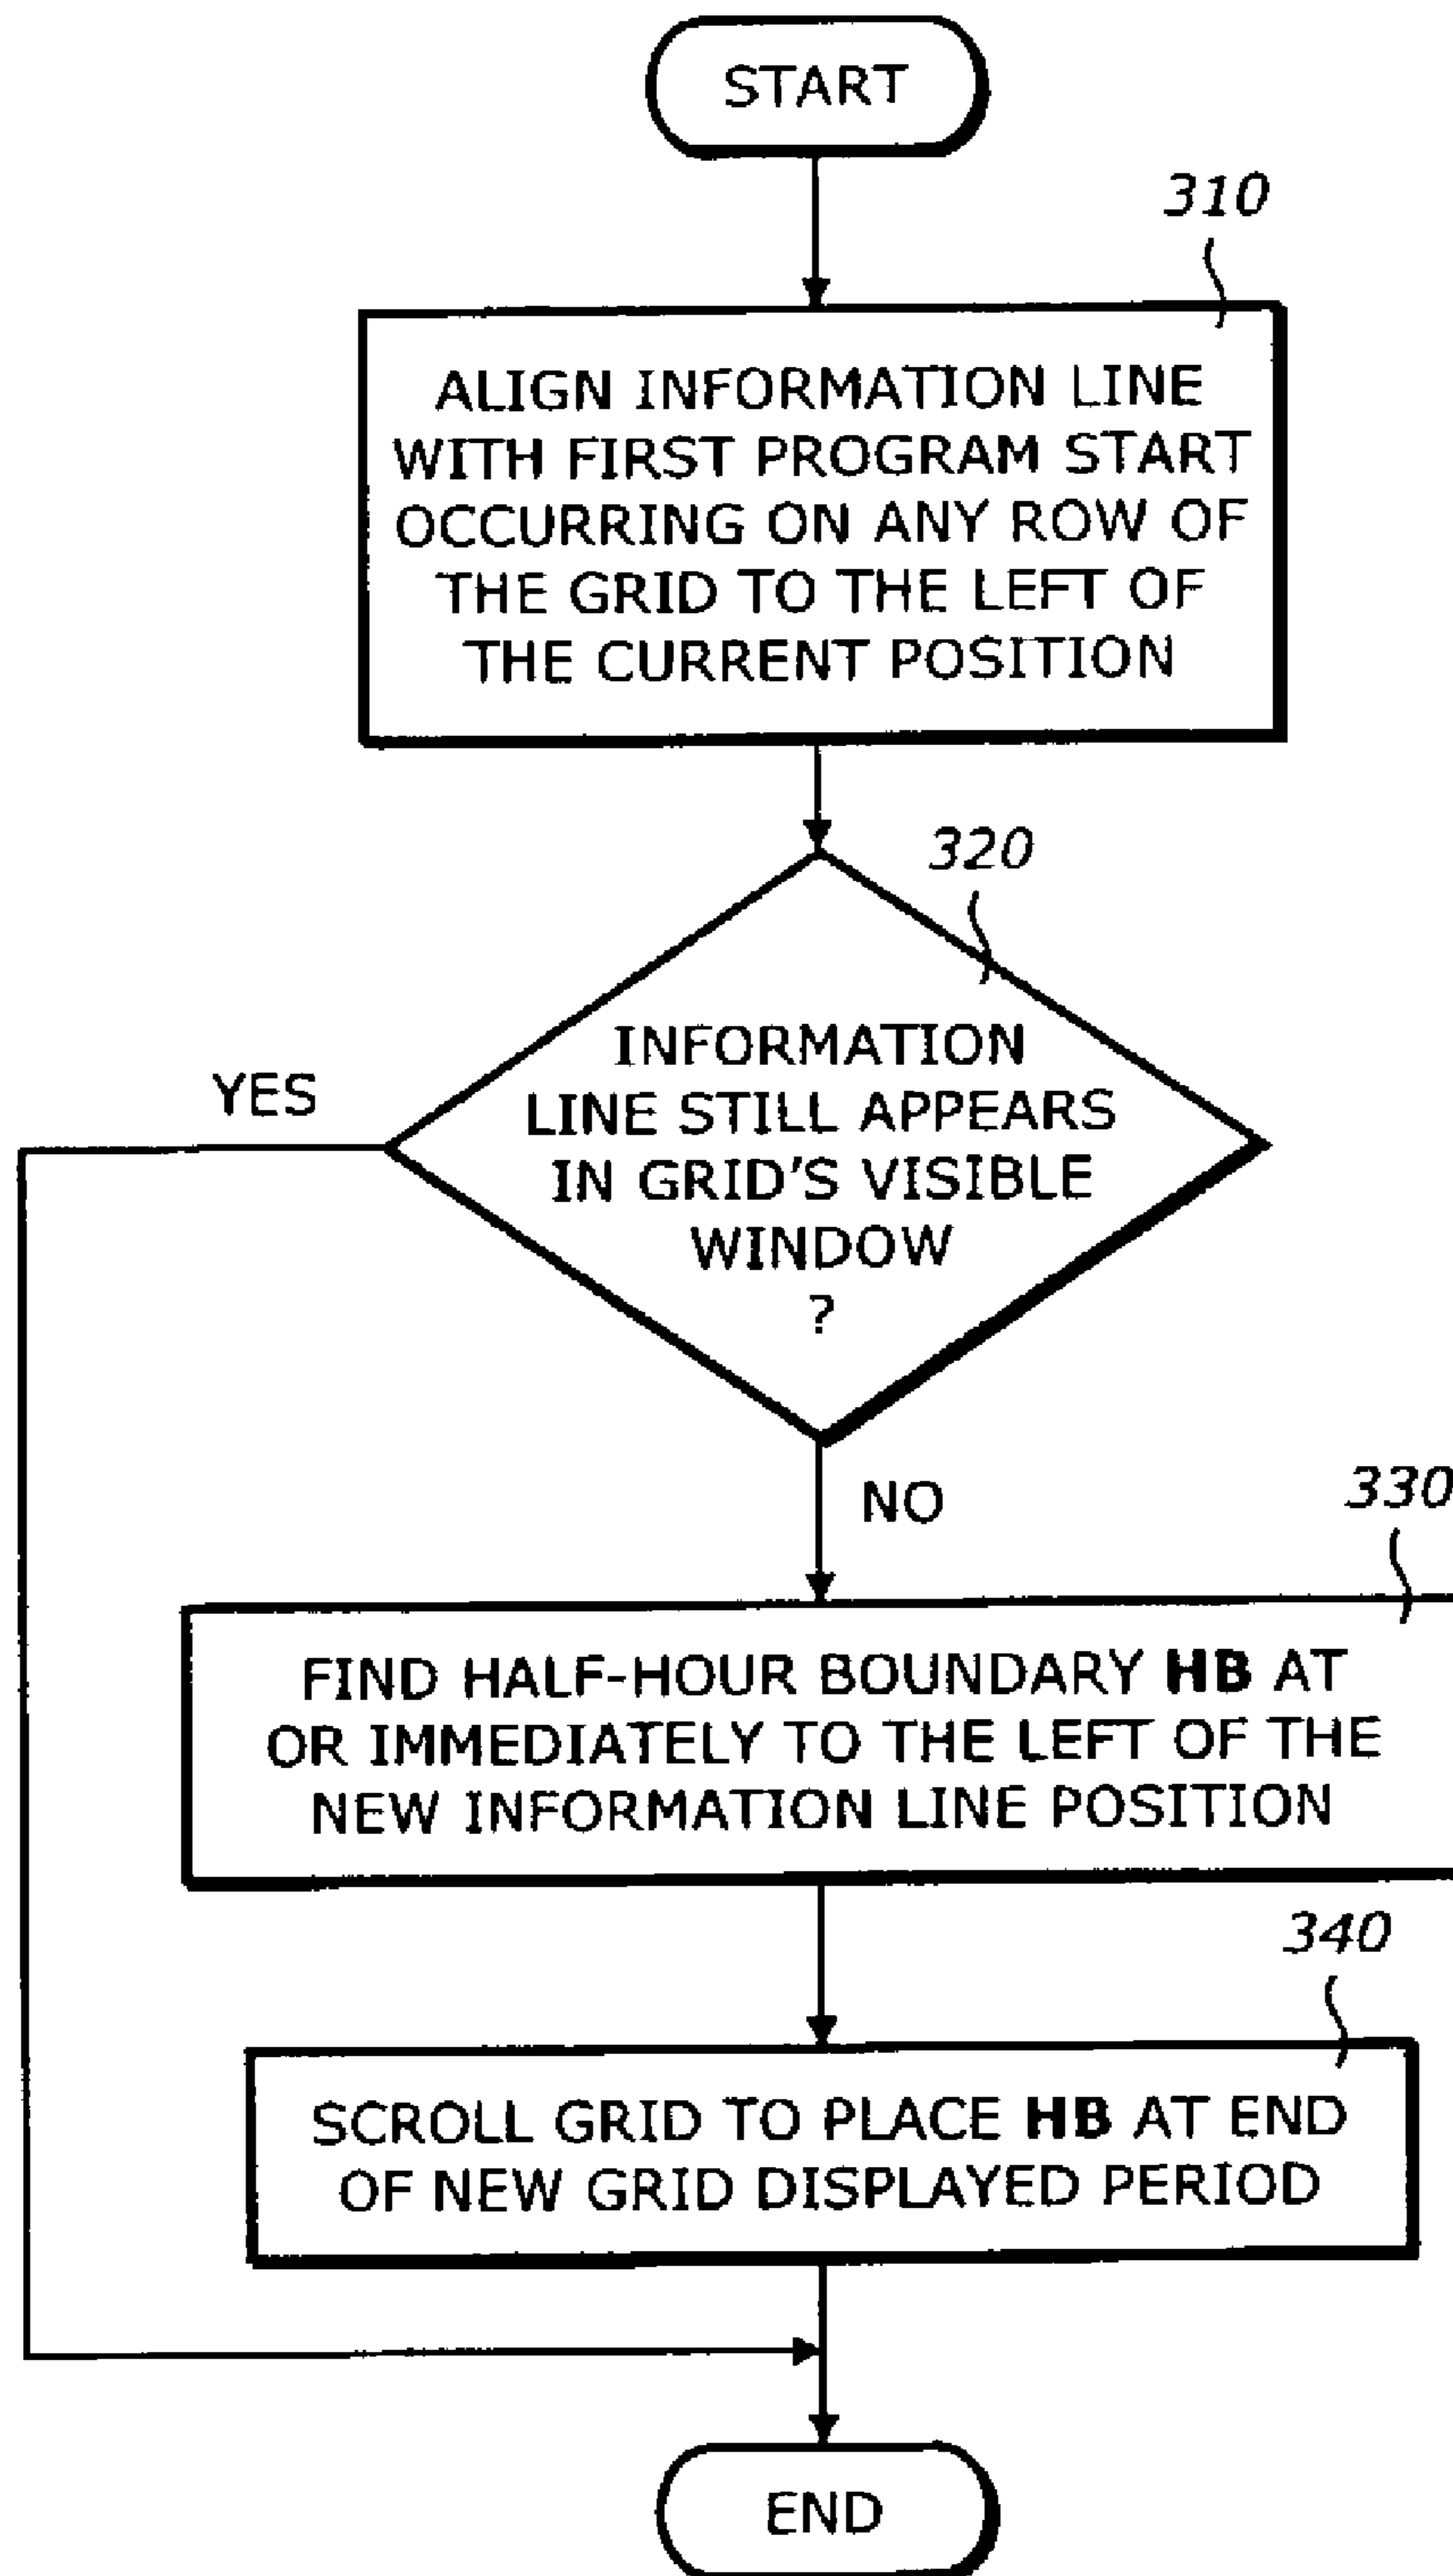 START
310
ALIGN INFORMATION LINE
WITH FIRST PROGRAM START
OCCURRING ON ANY ROW OF
THE GRID TO THE LEFT OF
THE CURRENT POSITION
320
INFORMATION
LINE STILL APPEARS
IN GRID'S VISIBLE
WINDOW
?
YES
NO
330
FIND HALF-HOUR BOUNDARY HB AT
OR IMMEDIATELY TO THE LEFT OF THE
NEW INFORMATION LINE POSITION
340
SCROLL GRID TO PLACE HB AT END
OF NEW GRID DISPLAYED PERIOD
END